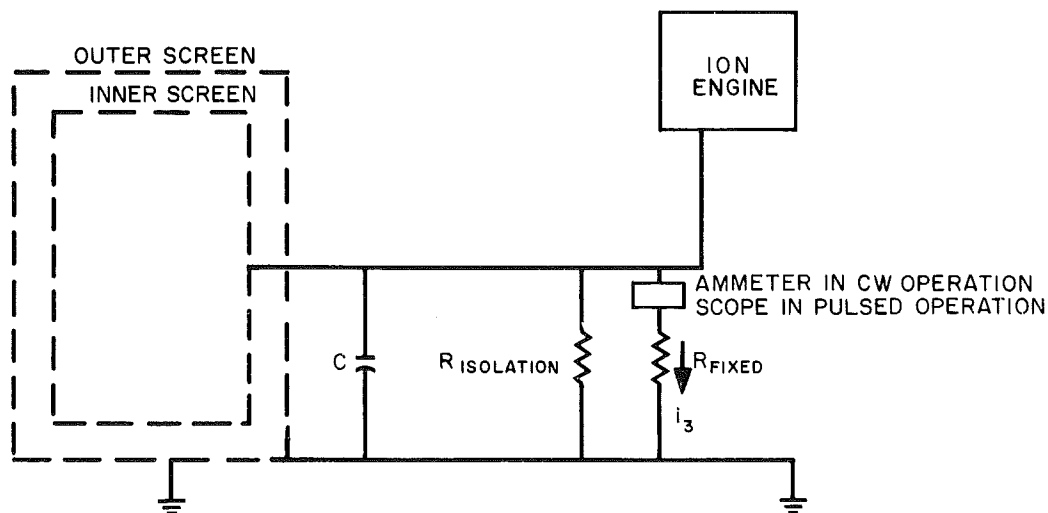 OUTER SCREEN
INNER SCREEN
ION
ENGINE
AMMETER IN CW OPERATION
SCOPE IN PULSED OPERATION
C
R ISOLATION
R FIXED
i3